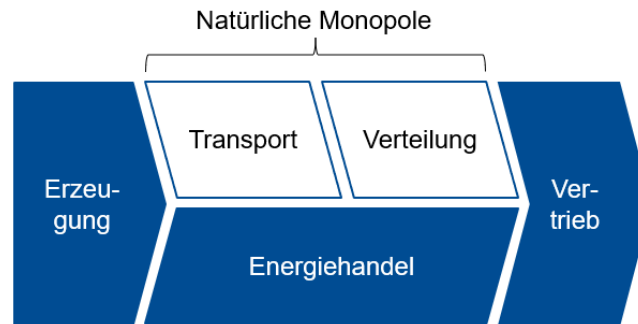 Natürliche Monopole
Transport
Verteilung
Erzeu-
gung
Energiehandel
Ver-
trieb